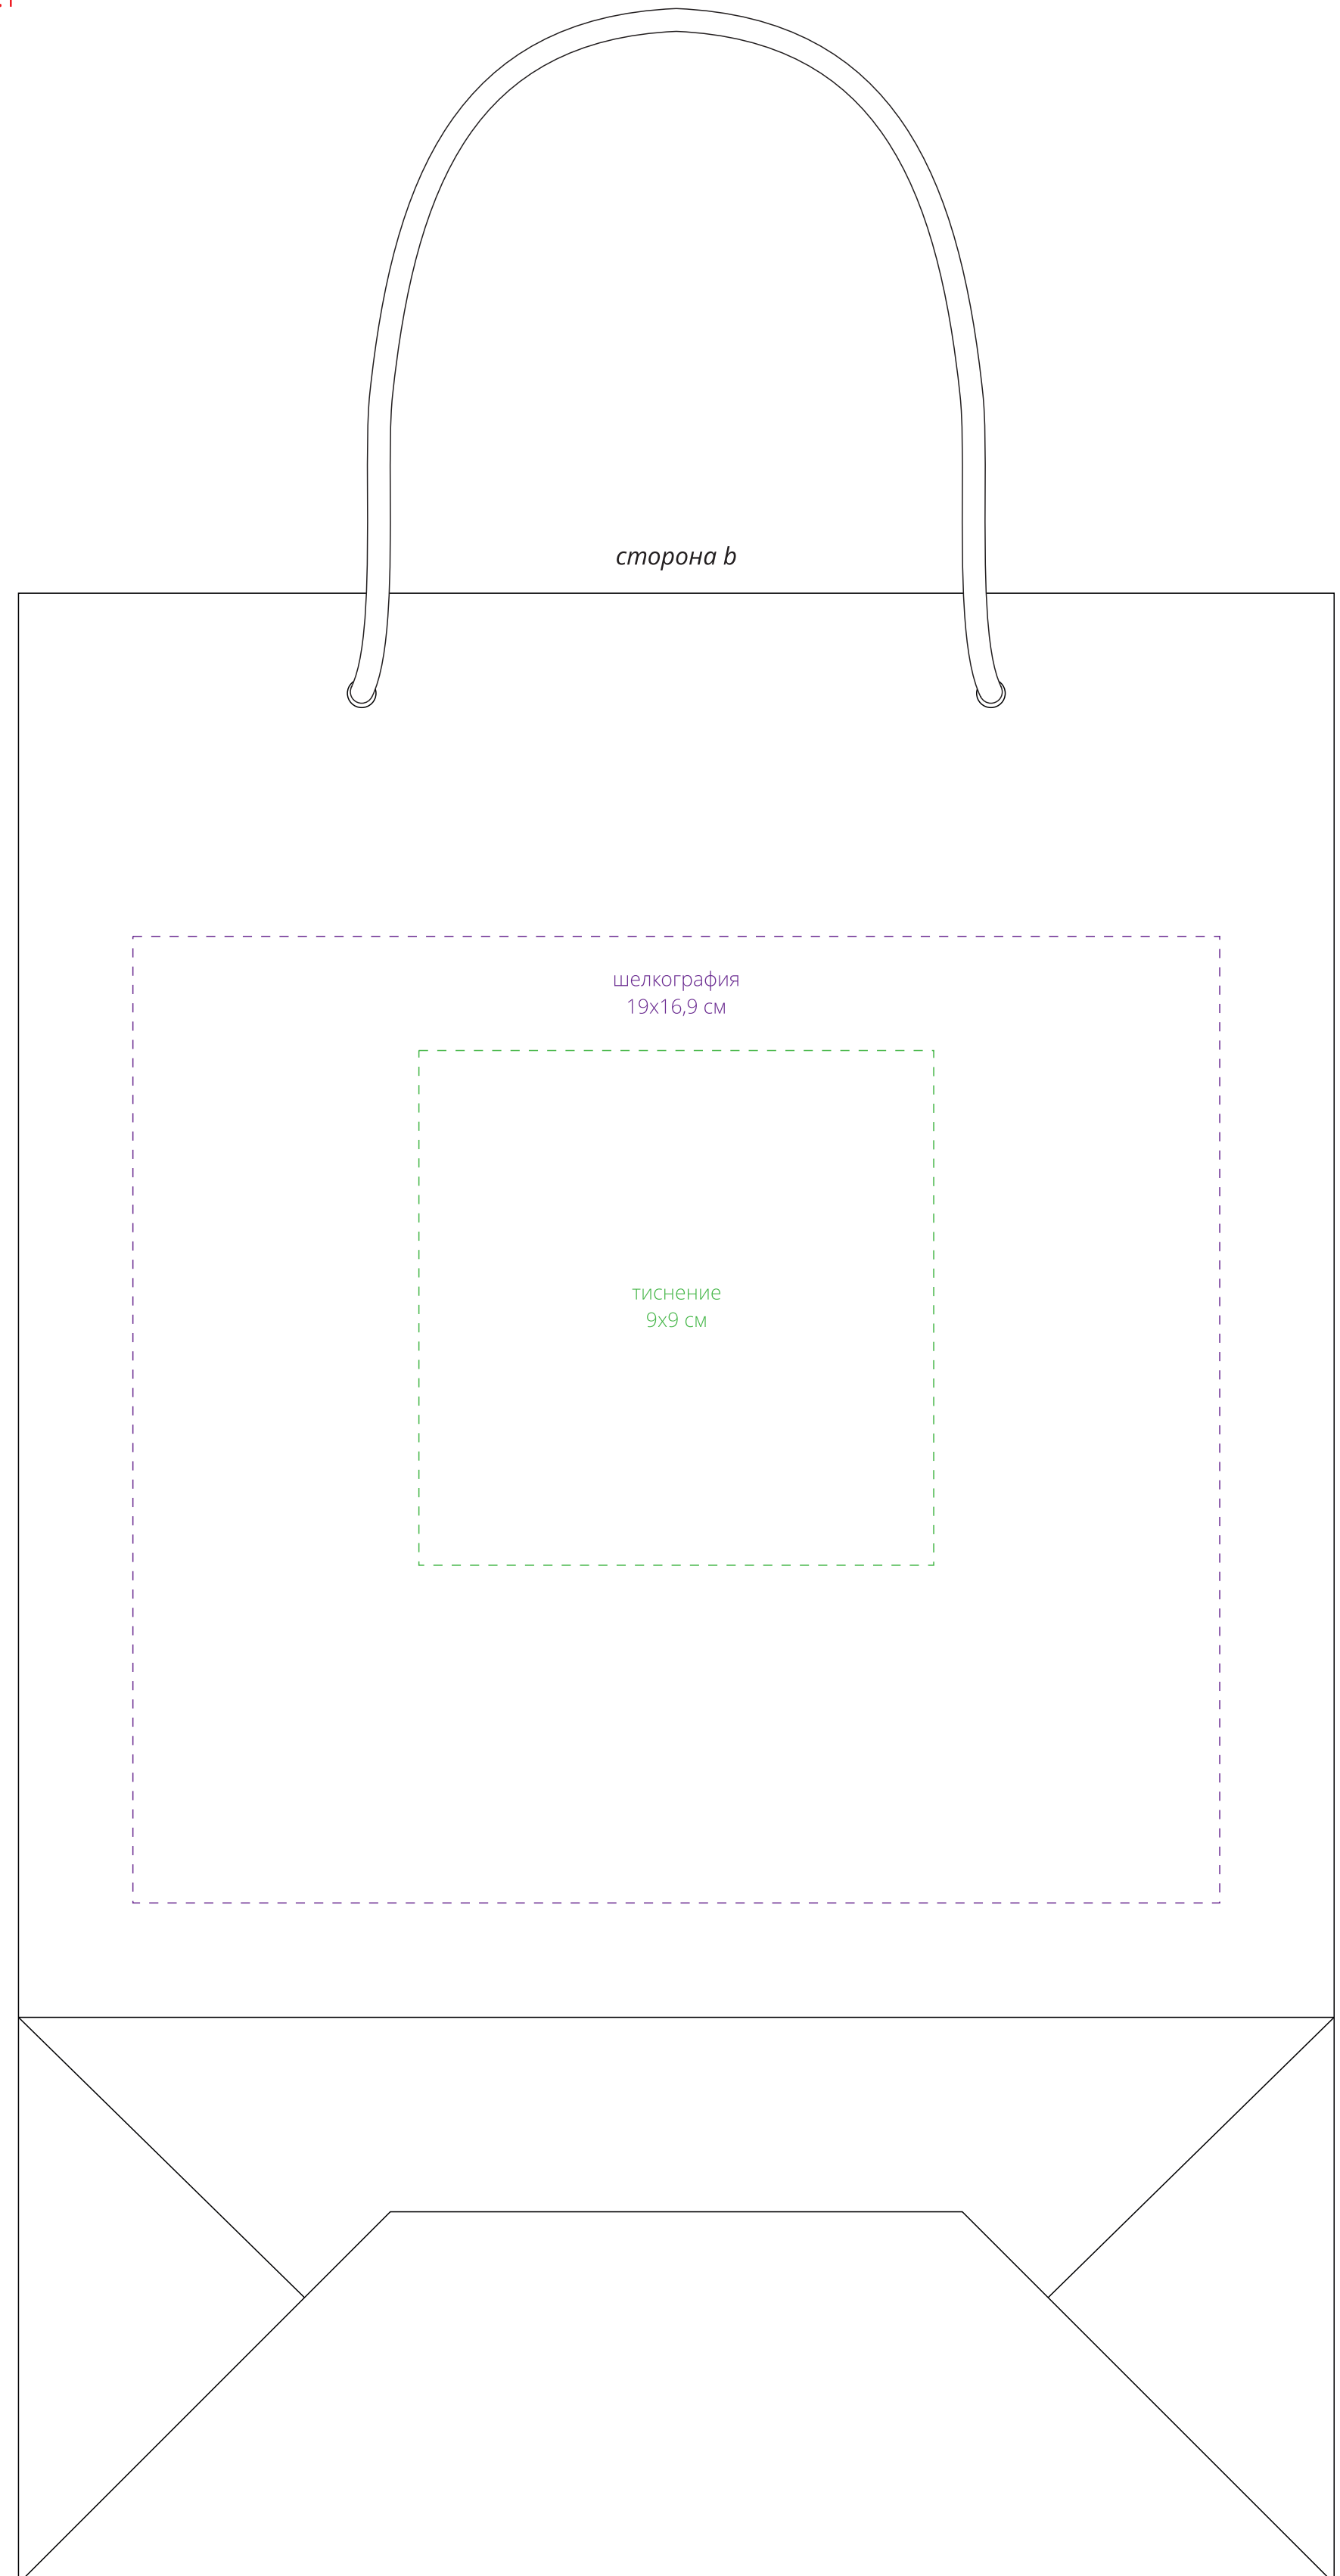 сторона b
шелкография
19x16,9 см
тиснение
9x9 см